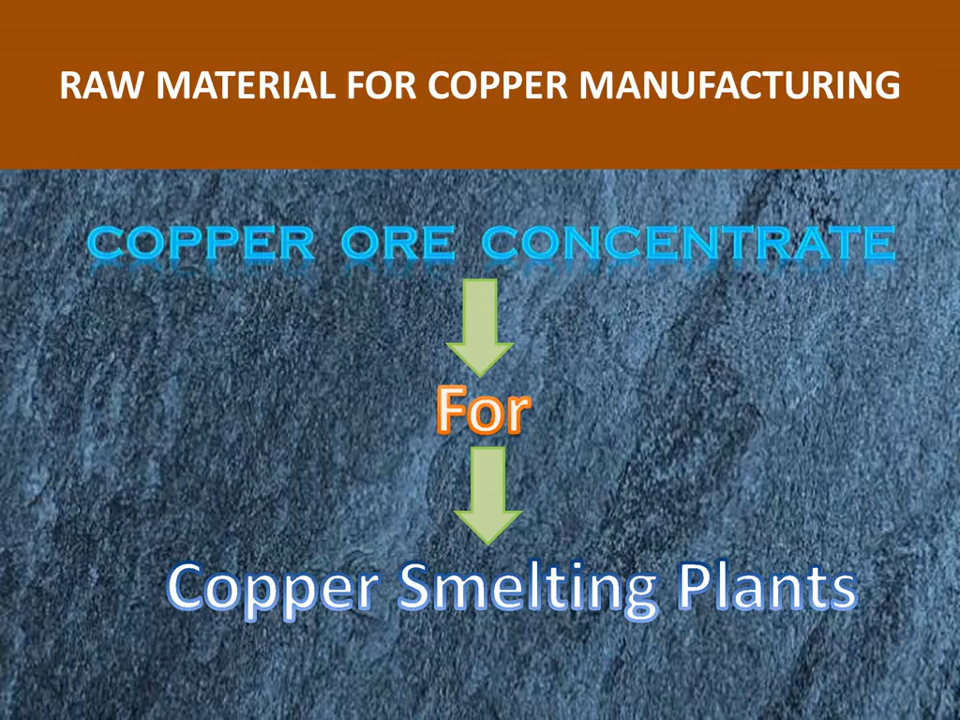 RAW MATERIAL FOR COPPER MANUFACTURING
COPPER ORE CONCENTRATE
For
Copper Smelting Plants